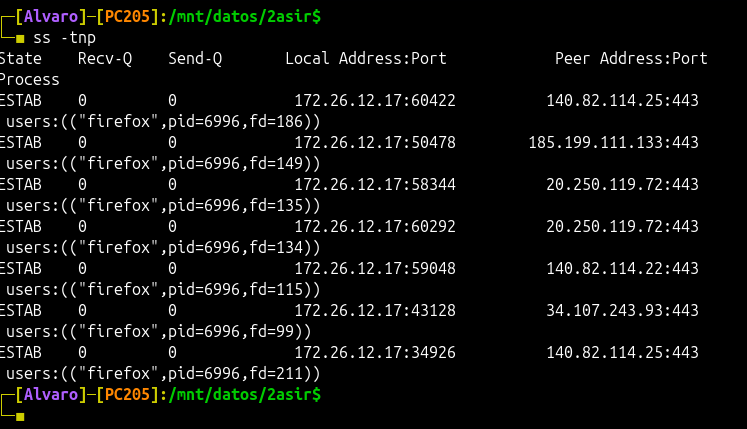 ┌─[Alvaro]─[PC205]:/mnt/datos/2asir$
└─■ ss -tnp
State Recv-Q Send-Q Local Address:Port Peer Address:Port
Process
ESTAB 0 0 172.26.12.17:60422 140.82.114.25:443
users:(("firefox",pid=6996,fd=186))
ESTAB 0 0 172.26.12.17:50478 185.199.111.133:443
users:(("firefox",pid=6996,fd=149))
ESTAB 0 0 172.26.12.17:58344 20.250.119.72:443
users:(("firefox",pid=6996,fd=135))
ESTAB 0 0 172.26.12.17:60292 20.250.119.72:443
users:(("firefox",pid=6996,fd=134))
ESTAB 0 0 172.26.12.17:59048 140.82.114.22:443
users:(("firefox",pid=6996,fd=115))
ESTAB 0 0 172.26.12.17:43128 34.107.243.93:443
users:(("firefox",pid=6996,fd=99))
ESTAB 0 0 172.26.12.17:34926 140.82.114.25:443
users:(("firefox",pid=6996,fd=211))
┌─[Alvaro]─[PC205]:/mnt/datos/2asir$
└─■